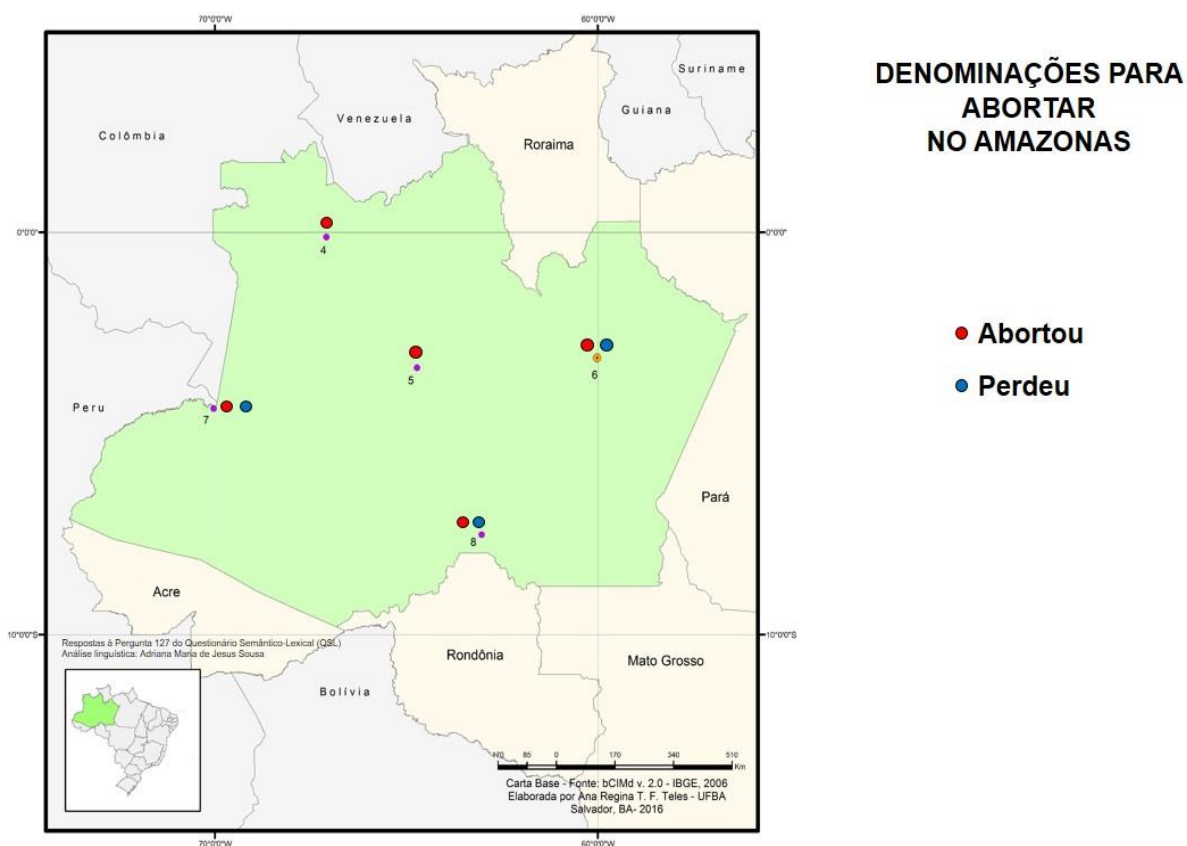 70°0'0"W
60°0'0"W
DENOMINAÇÕES PARA
ABORTAR
NO AMAZONAS
Suriname
Guiana
Venezuela
Colômbia
Roraima
0°0'0"
0°0'0"
4
Abortou
5
6
Perdeu
Peru
7
Pará
8
Acre
10°0'0"S
10°0'0"S
Respostas à Pergunta 127 do Questionário Semântico-Lexical (QSL)
Análise linguística: Adriana Maria de Jesus Sousa
Rondônia
Mato Grosso
Bolívia
170 85 0 170 340 510
Km
Carta Base - Fonte: bCIMd v. 2.0 - IBGE, 2006
Elaborada por Ana Regina T. F. Teles - UFBA
Salvador, BA- 2016
70°0'0"W
60°0'0"W